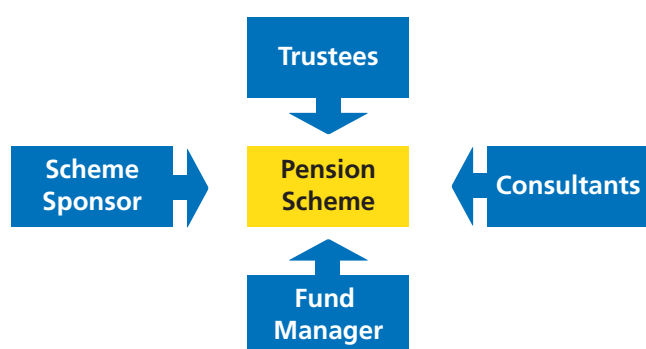 Trustees
Scheme
Sponsor
Pension
Scheme
Consultants
Fund
Manager